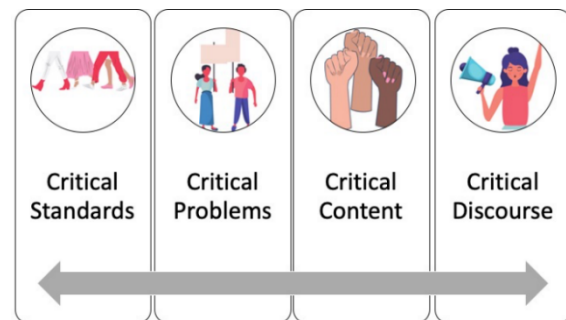 Critical
Standards
Critical
Problems
Critical
Content
Critical
Discourse